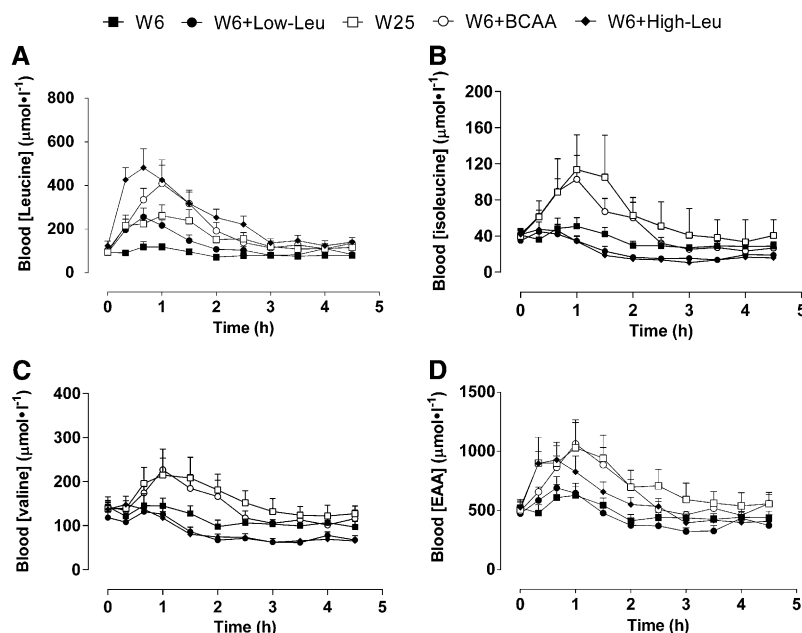 W6 W6+Low-Leu W25 W6+BCAA W6+High-Leu
A
Blood [Leucine] (μmol•l⁻¹)
800
600
400
200
0
0 1 2 3 4 5
Time (h)
B
Blood [isoleucine] (μmol•l⁻¹)
200
160
120
80
40
0
0 1 2 3 4 5
Time (h)
C
Blood [valine] (μmol•l⁻¹)
400
300
200
100
0
0 1 2 3 4 5
Time (h)
D
Blood [EAA] (μmol•l⁻¹)
1500
1000
500
0
0 1 2 3 4 5
Time (h)